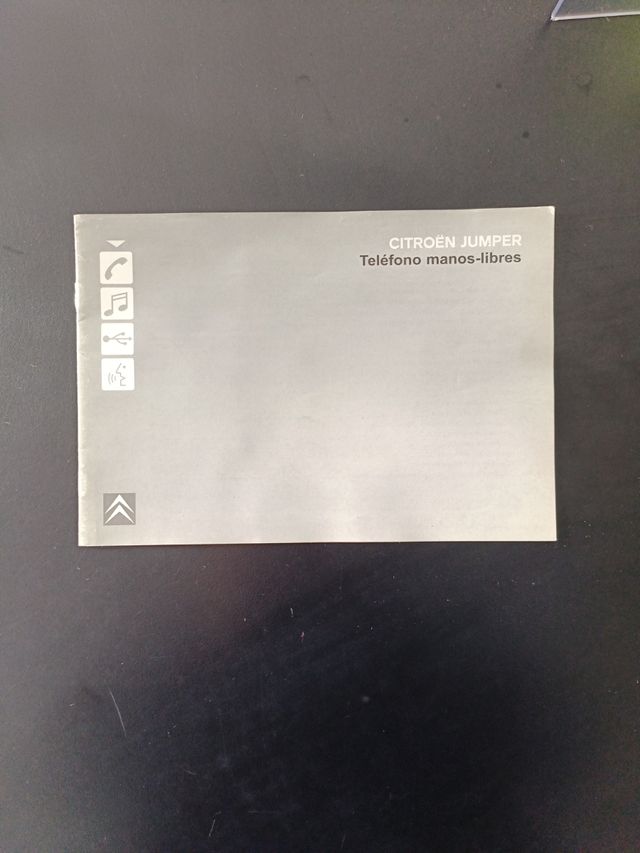 CITROËN JUMPER
Teléfono manos-libres